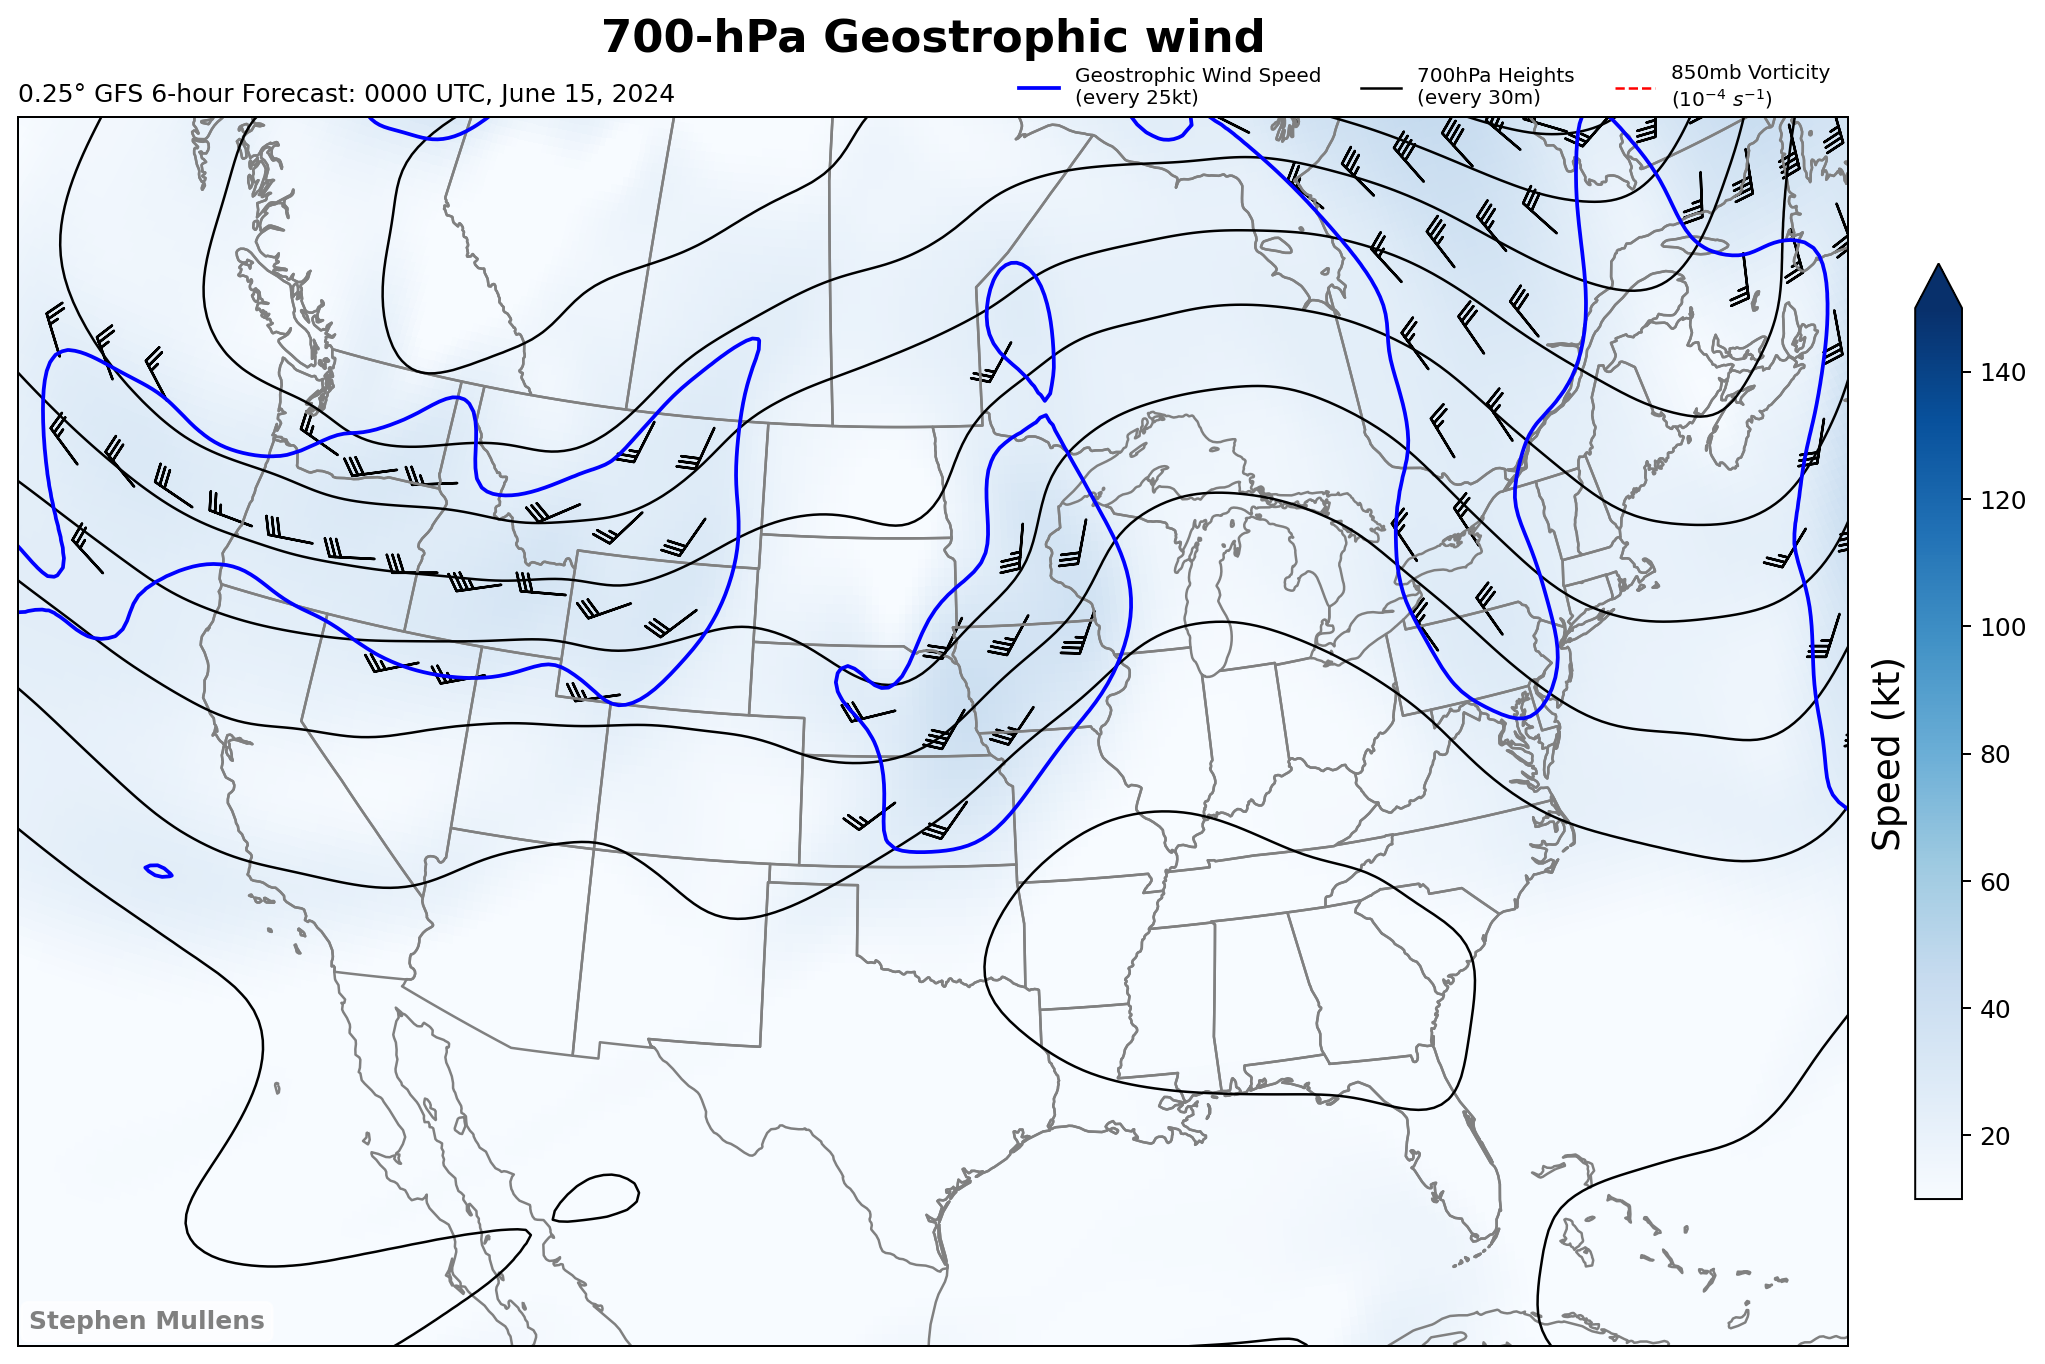 700-hPa Geostrophic wind
0.25° GFS 6-hour Forecast: 0000 UTC, June 15, 2024
Geostrophic Wind Speed
(every 25kt)
700hPa Heights
(every 30m)
850mb Vorticity
(10⁻⁴ s⁻¹)
140
120
100
80
60
40
20
Speed (kt)
Stephen Mullens